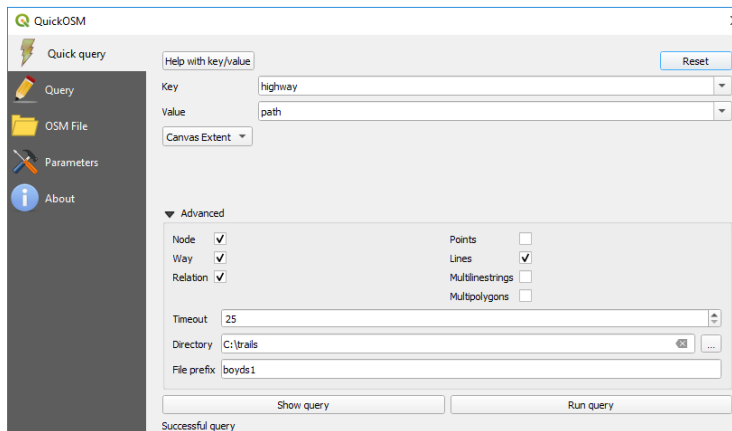 QuickOSM
Quick query
Query
OSM File
Parameters
About
Help with key/value
Reset
Key
highway
Value
path
Canvas Extent
Advanced
Node
Points
Way
Lines
Relation
Multilinestrings
Multipolygons
Timeout
25
Directory
C:\trails
...
File prefix
boyds1
Show query
Run query
Successful query